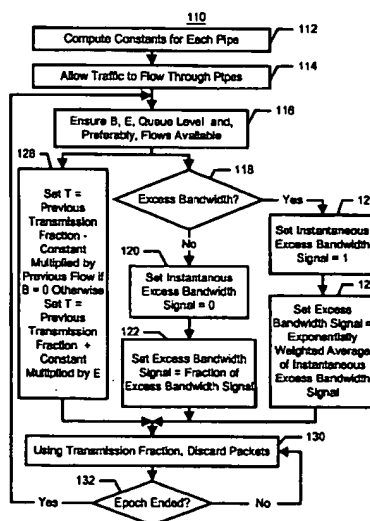 110
Compute Constants for Each Pipe
112
Allow Traffic to Flow Through Pipes
114
Ensure B, E, Queue Level and,
Preferably, Flows Available
116
128
Set T =
Previous
Transmission
Fraction -
Constant
Multiplied by
Previous Flow if
B = 0 Otherwise
Set T =
Previous
Transmission
Fraction +
Constant
Multiplied by E
118
Excess Bandwidth?
Yes
No
120
Set Instantanous
Excess Bandwidth
Signal = 0
122
Set Excess Bandwidth
Signal = Fraction of
Excess Bandwidth Signal
Set Instantaneous
Excess Bandwidth
Signal = 1
Set Excess
Bandwidth Signal =
Exponentially
Weighted Average
of Instantaneous
Excess Bandwidth
Signal
130
Using Transmission Fraction, Discard Packets
132
Epoch Ended?
Yes
No